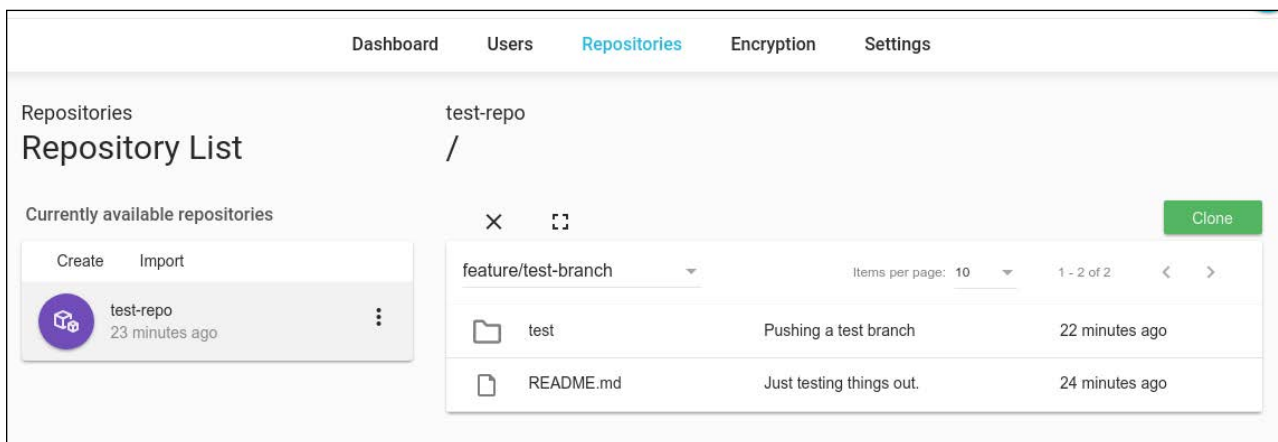 Dashboard Users Repositories Encryption Settings
Repositories
Repository List
Currently available repositories
Create Import
test-repo
23 minutes ago
test-repo
/
Clone
feature/test-branch Items per page: 10 1 - 2 of 2
test Pushing a test branch 22 minutes ago
README.md Just testing things out. 24 minutes ago